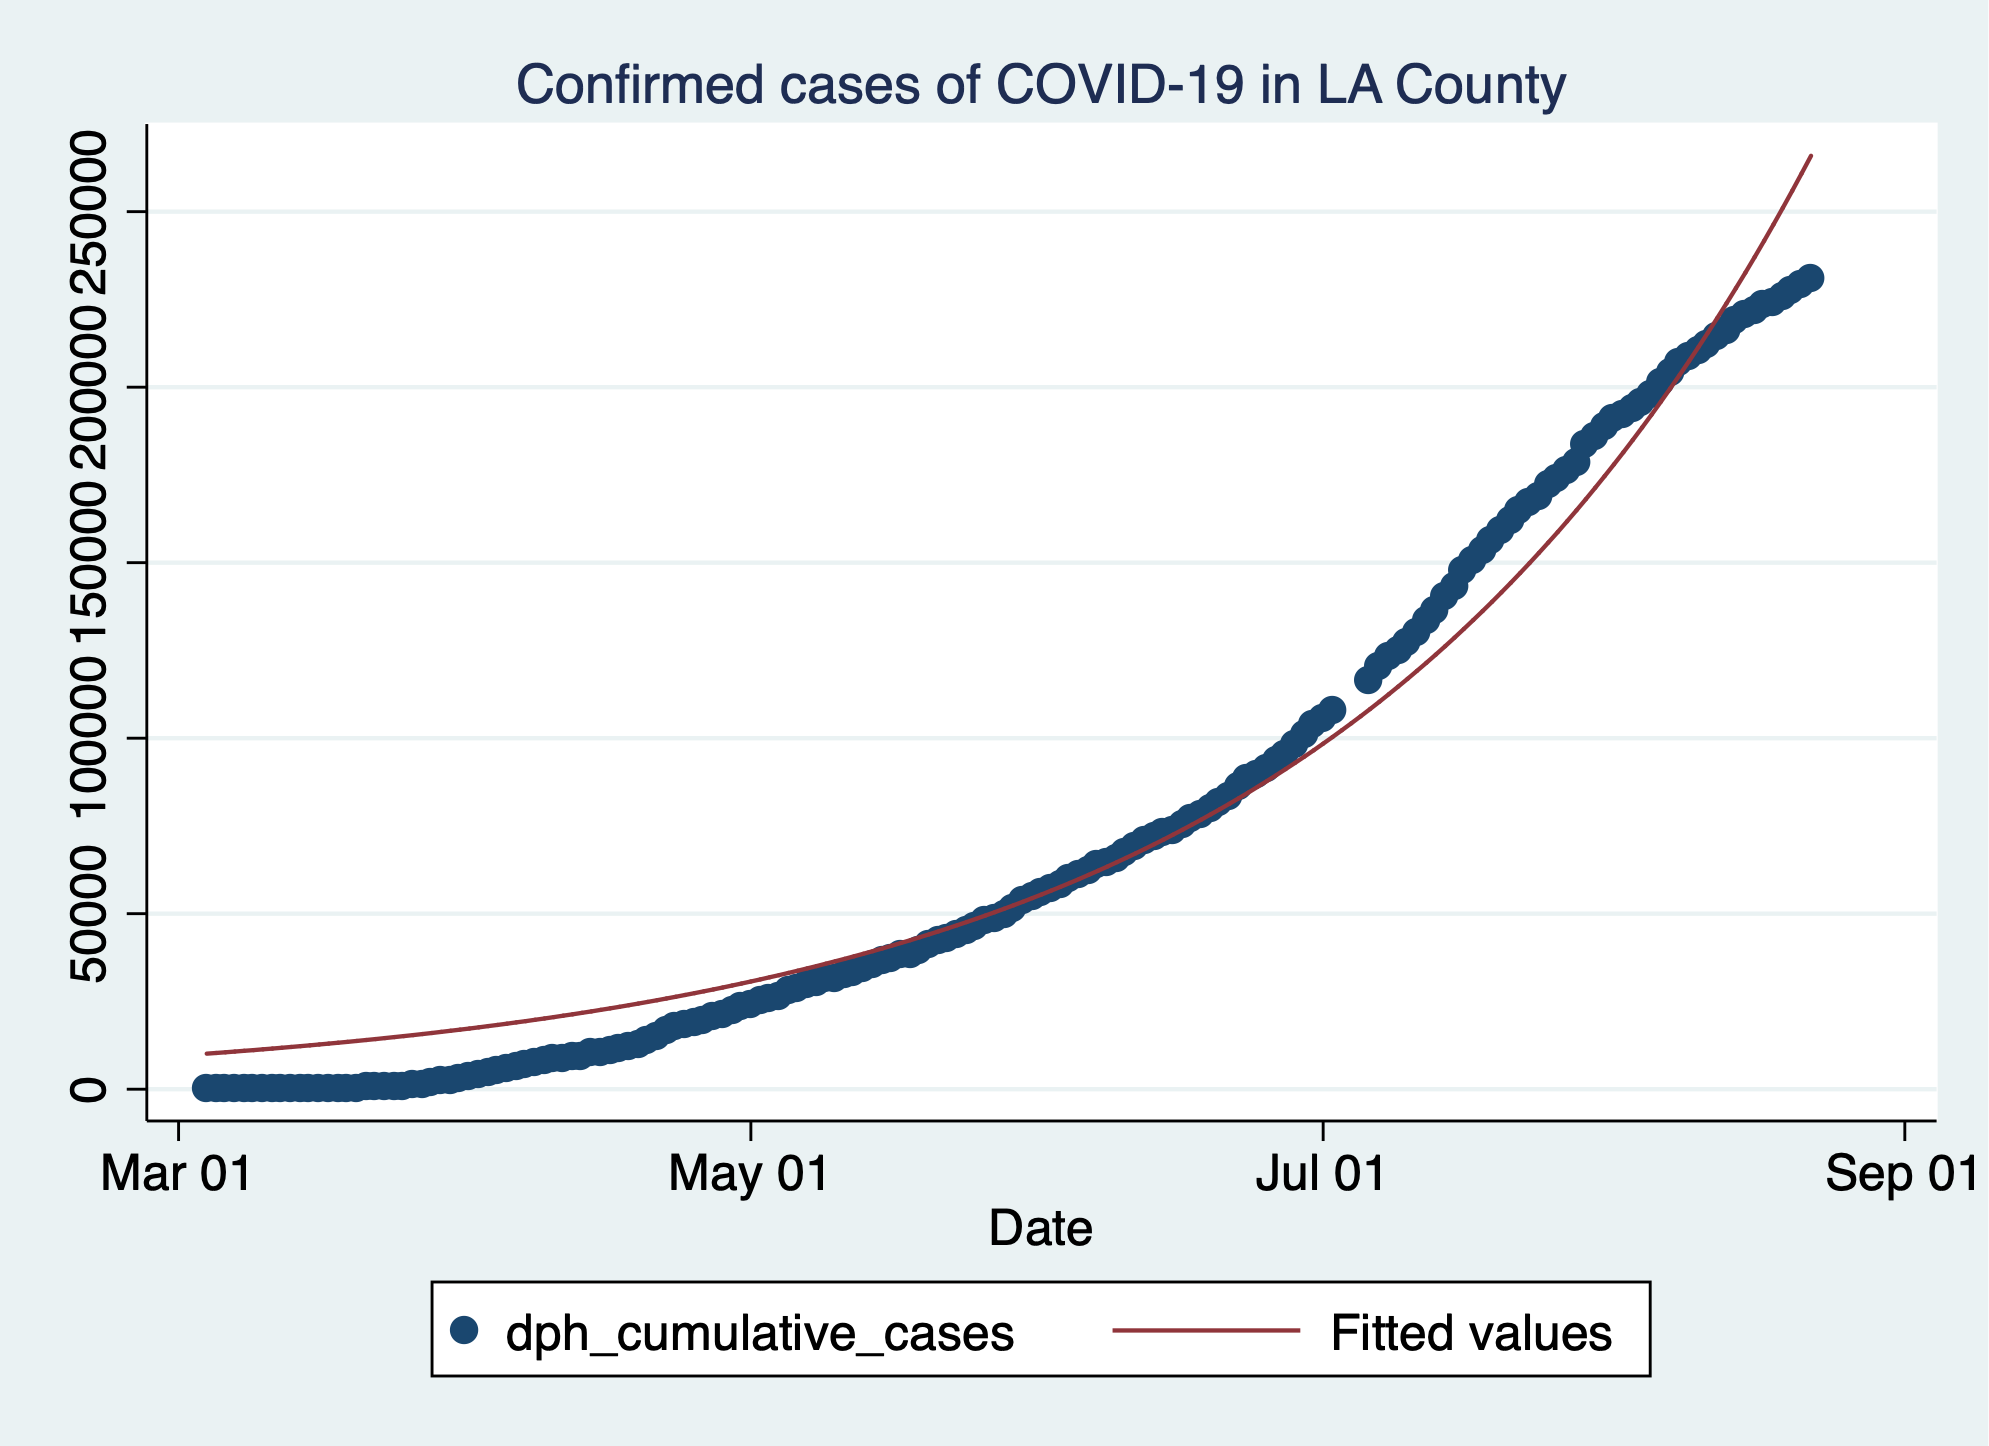 Confirmed cases of COVID-19 in LA County
250000
200000
150000
100000
50000
0
Mar 01 May 01 Jul 01 Sep 01
Date
dph_cumulative_cases Fitted values